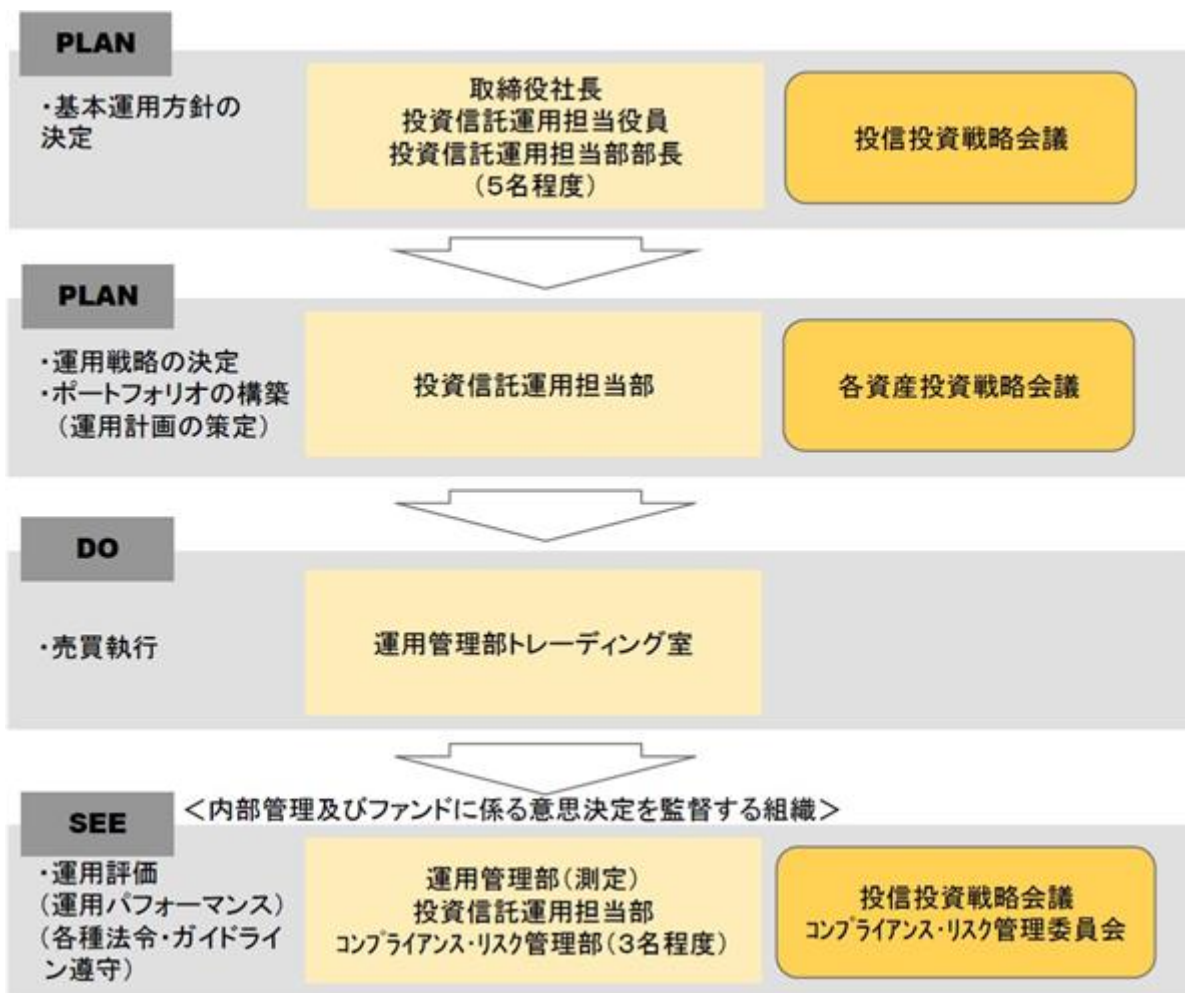 PLAN
・基本運用方針の
決定
取締役社長
投資信託運用担当役員
投資信託運用担当部部長
(5名程度)
投信投資戦略会議
PLAN
・運用戦略の決定
・ポートフォリオの構築
(運用計画の策定)
投資信託運用担当部
各資産投資戦略会議
DO
・売買執行
運用管理部トレーディング室
SEE
<内部管理及びファンドに係る意思決定を監督する組織>
・運用評価
(運用パフォーマンス)
(各種法令・ガイドライ
ン遵守)
運用管理部(測定)
投資信託運用担当部
コンプライアンス・リスク管理部(3名程度)
投信投資戦略会議
コンプライアンス・リスク管理委員会